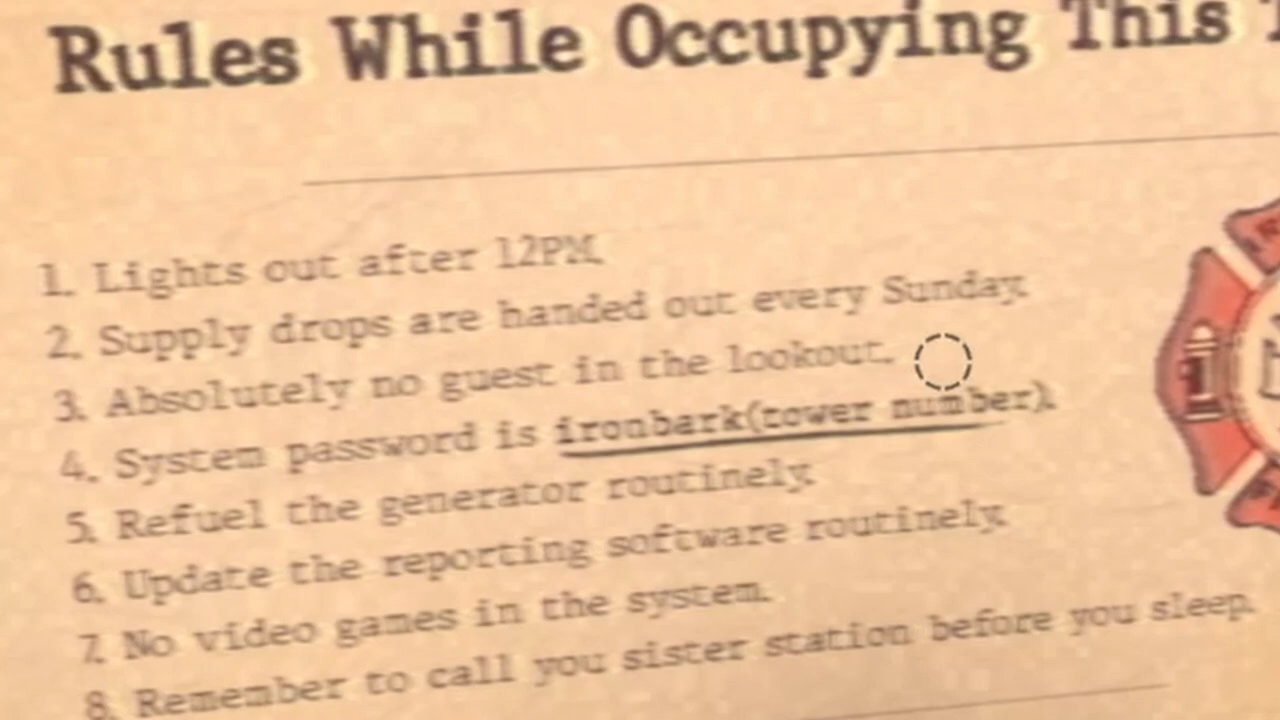 Rules While Occupying This
1. Lights out after 12PM.
2. Supply drops are handed out every Sunday.
3. Absolutely no guest in the lookout.
4. System password is ironbark(tower number).
5. Refuel the generator routinely.
6. Update the reporting software routinely.
7. No video games in the system.
8. Remember to call you sister station before you sleep.